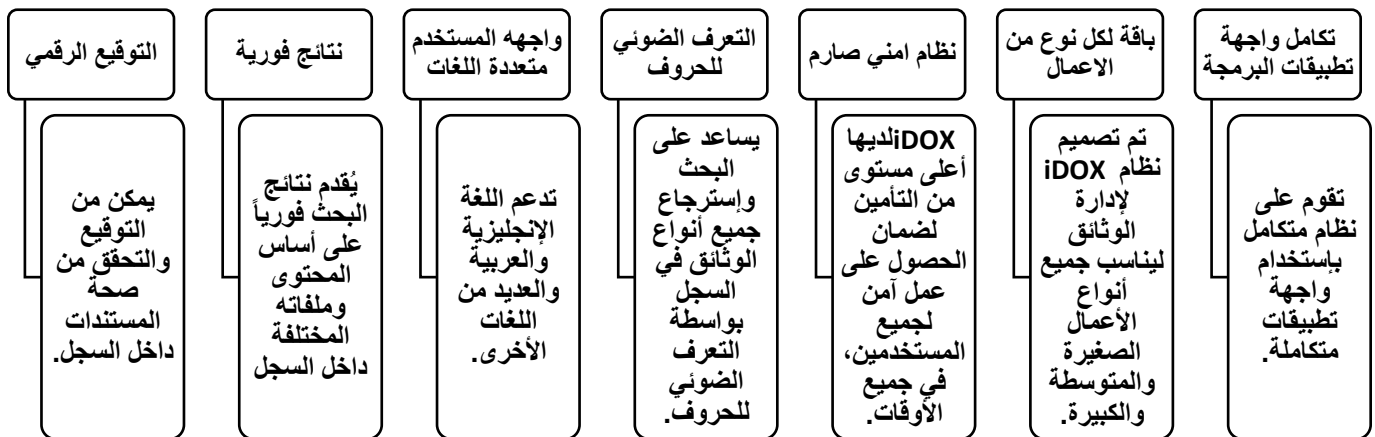 تكامل واجهة
تطبيقات البرمجة
تقوم على
نظام متكامل
بإستخدام
واجهة
تطبيقات
متكاملة.
باقة لكل نوع من
الاعمال
تم تصميم
نظام iDOX
لإدارة
الوثائق
ليناسب جميع
أنواع
الأعمال
الصغيرة
والمتوسطة
والكبيرة.
نظام امني صارم
iDOXلديها
أعلى مستوى
من التأمين
لضمان
الحصول على
عمل آمن
لجميع
المستخدمين،
في جميع
الأوقات.
التعرف الضوئي
للحروف
يساعد على
البحث
وإسترجاع
جميع أنواع
الوثائق في
السجل
بواسطة
التعرف
الضوئي
للحروف.
واجهه المستخدم
متعددة اللغات
تدعم اللغة
الإنجليزية
والعربية
والعديد من
اللغات
الأخرى.
نتائج فورية
يُقدم نتائج
البحث فورياً
على أساس
المحتوى
وملفاته
المختلفة
داخل السجل
التوقيع الرقمي
يمكن من
التوقيع
والتحقق من
صحة
المستندات
داخل السجل.